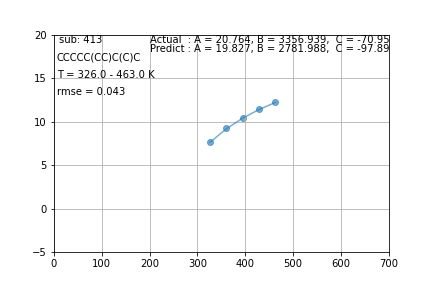 sub: 413
Actual : A = 20.764, B = 3356.939, C = -70.95
Predict : A = 19.827, B = 2781.988, C = -97.89
CCCCC(CC)C(C)C
T = 326.0 - 463.0 K
rmse = 0.043
20
15
10
5
0
−5
0 100 200 300 400 500 600 700